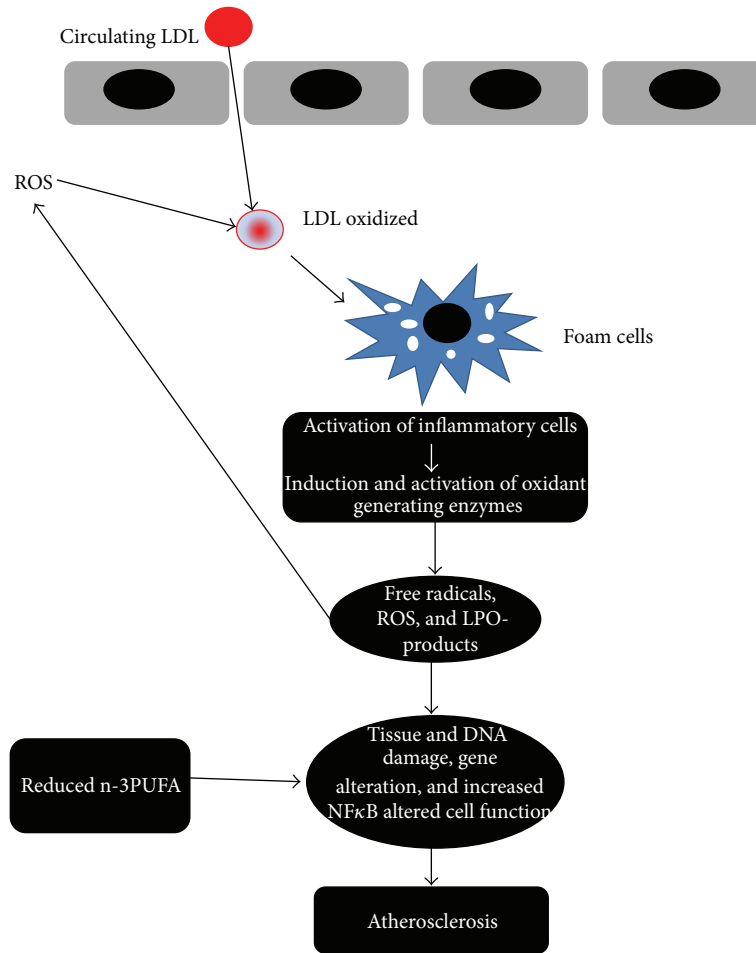 Circulating LDL
ROS
LDL oxidized
Foam cells
Activation of inflammatory cells
Induction and activation of oxidant
generating enzymes
Free radicals,
ROS, and LPO-
products
Tissue and DNA
damage, gene
alteration, and increased
NFκB altered cell function
Reduced n-3PUFA
Atherosclerosis